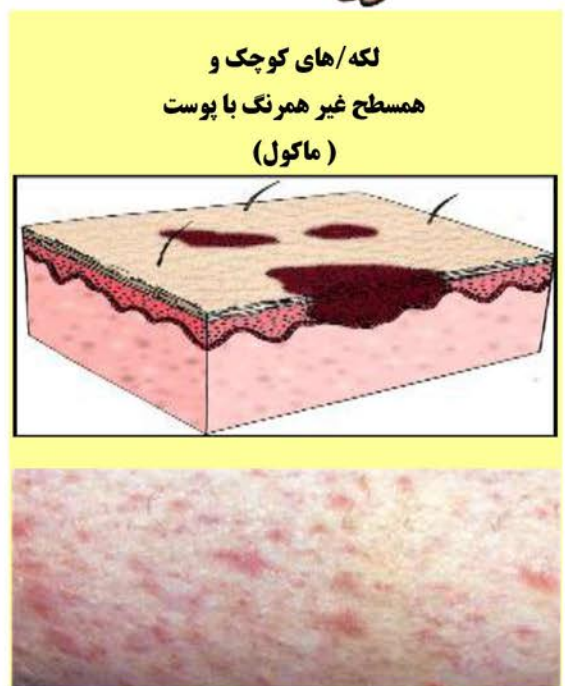 لکه/های کوچک و
همسطح غیر همرنگ با پوست
( ماکول)